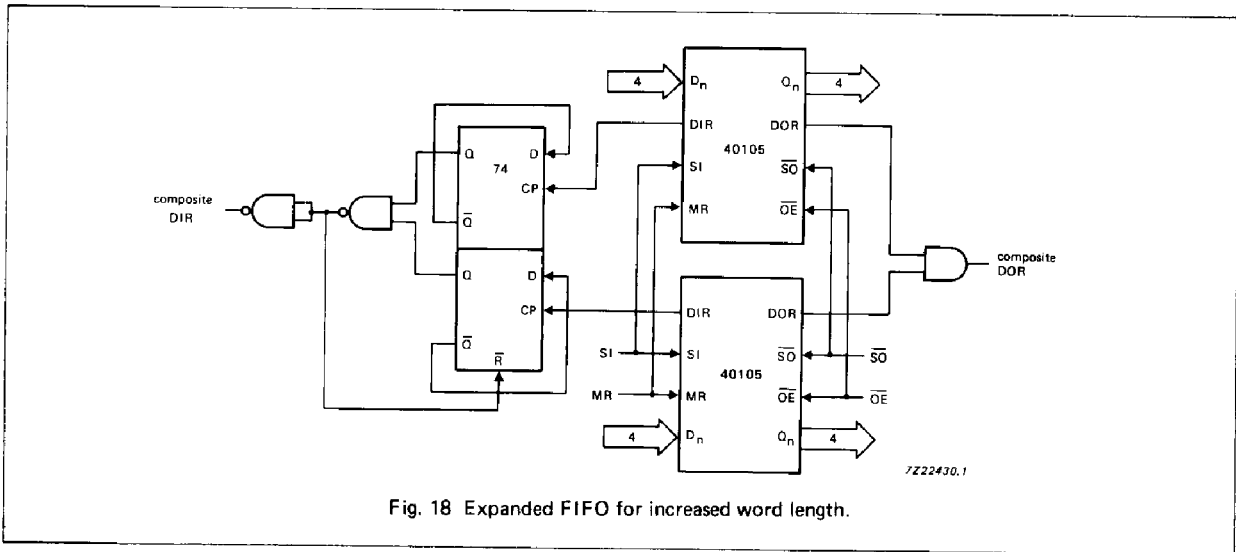 4
Dn
Qn
4
DIR
DOR
40105
SI
SO
MR
OE
Q
D
74
CP
Q
composite
DIR
Q
D
CP
Q
R
composite
DOR
DIR
DOR
SI
SI
SO
SO
40105
MR
MR
OE
OE
4
Dn
Qn
4
7Z22430.1
Fig. 18 Expanded FIFO for increased word length.